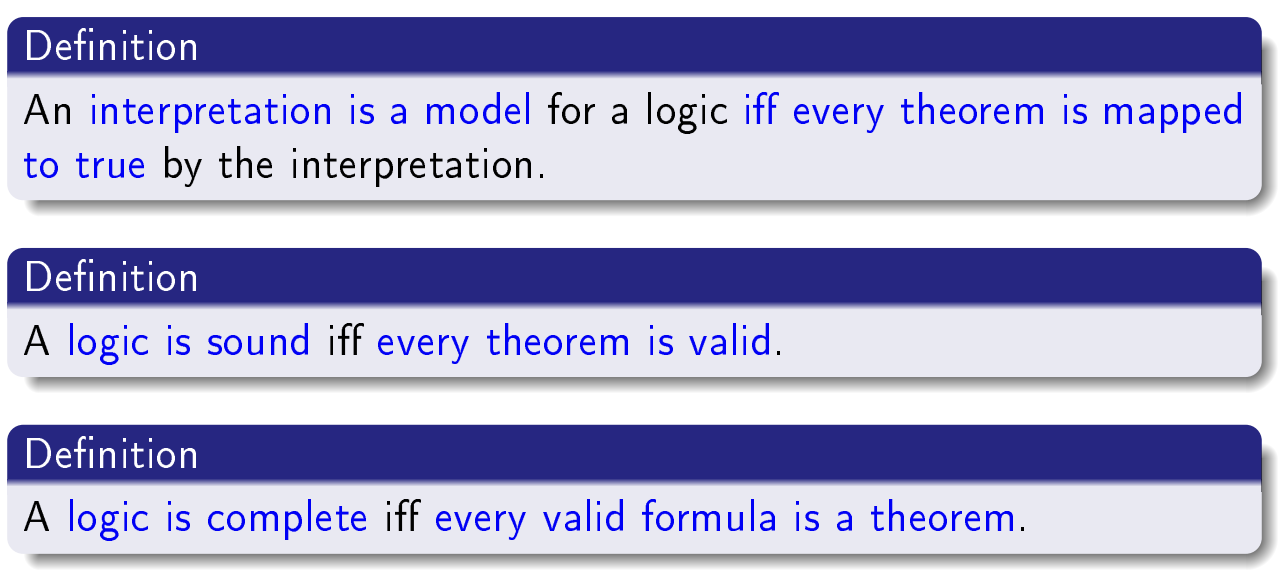 Definition
An interpretation is a model for a logic iff every theorem is mapped
to true by the interpretation.
Definition
A logic is sound iff every theorem is valid.
Definition
A logic is complete iff every valid formula is a theorem.